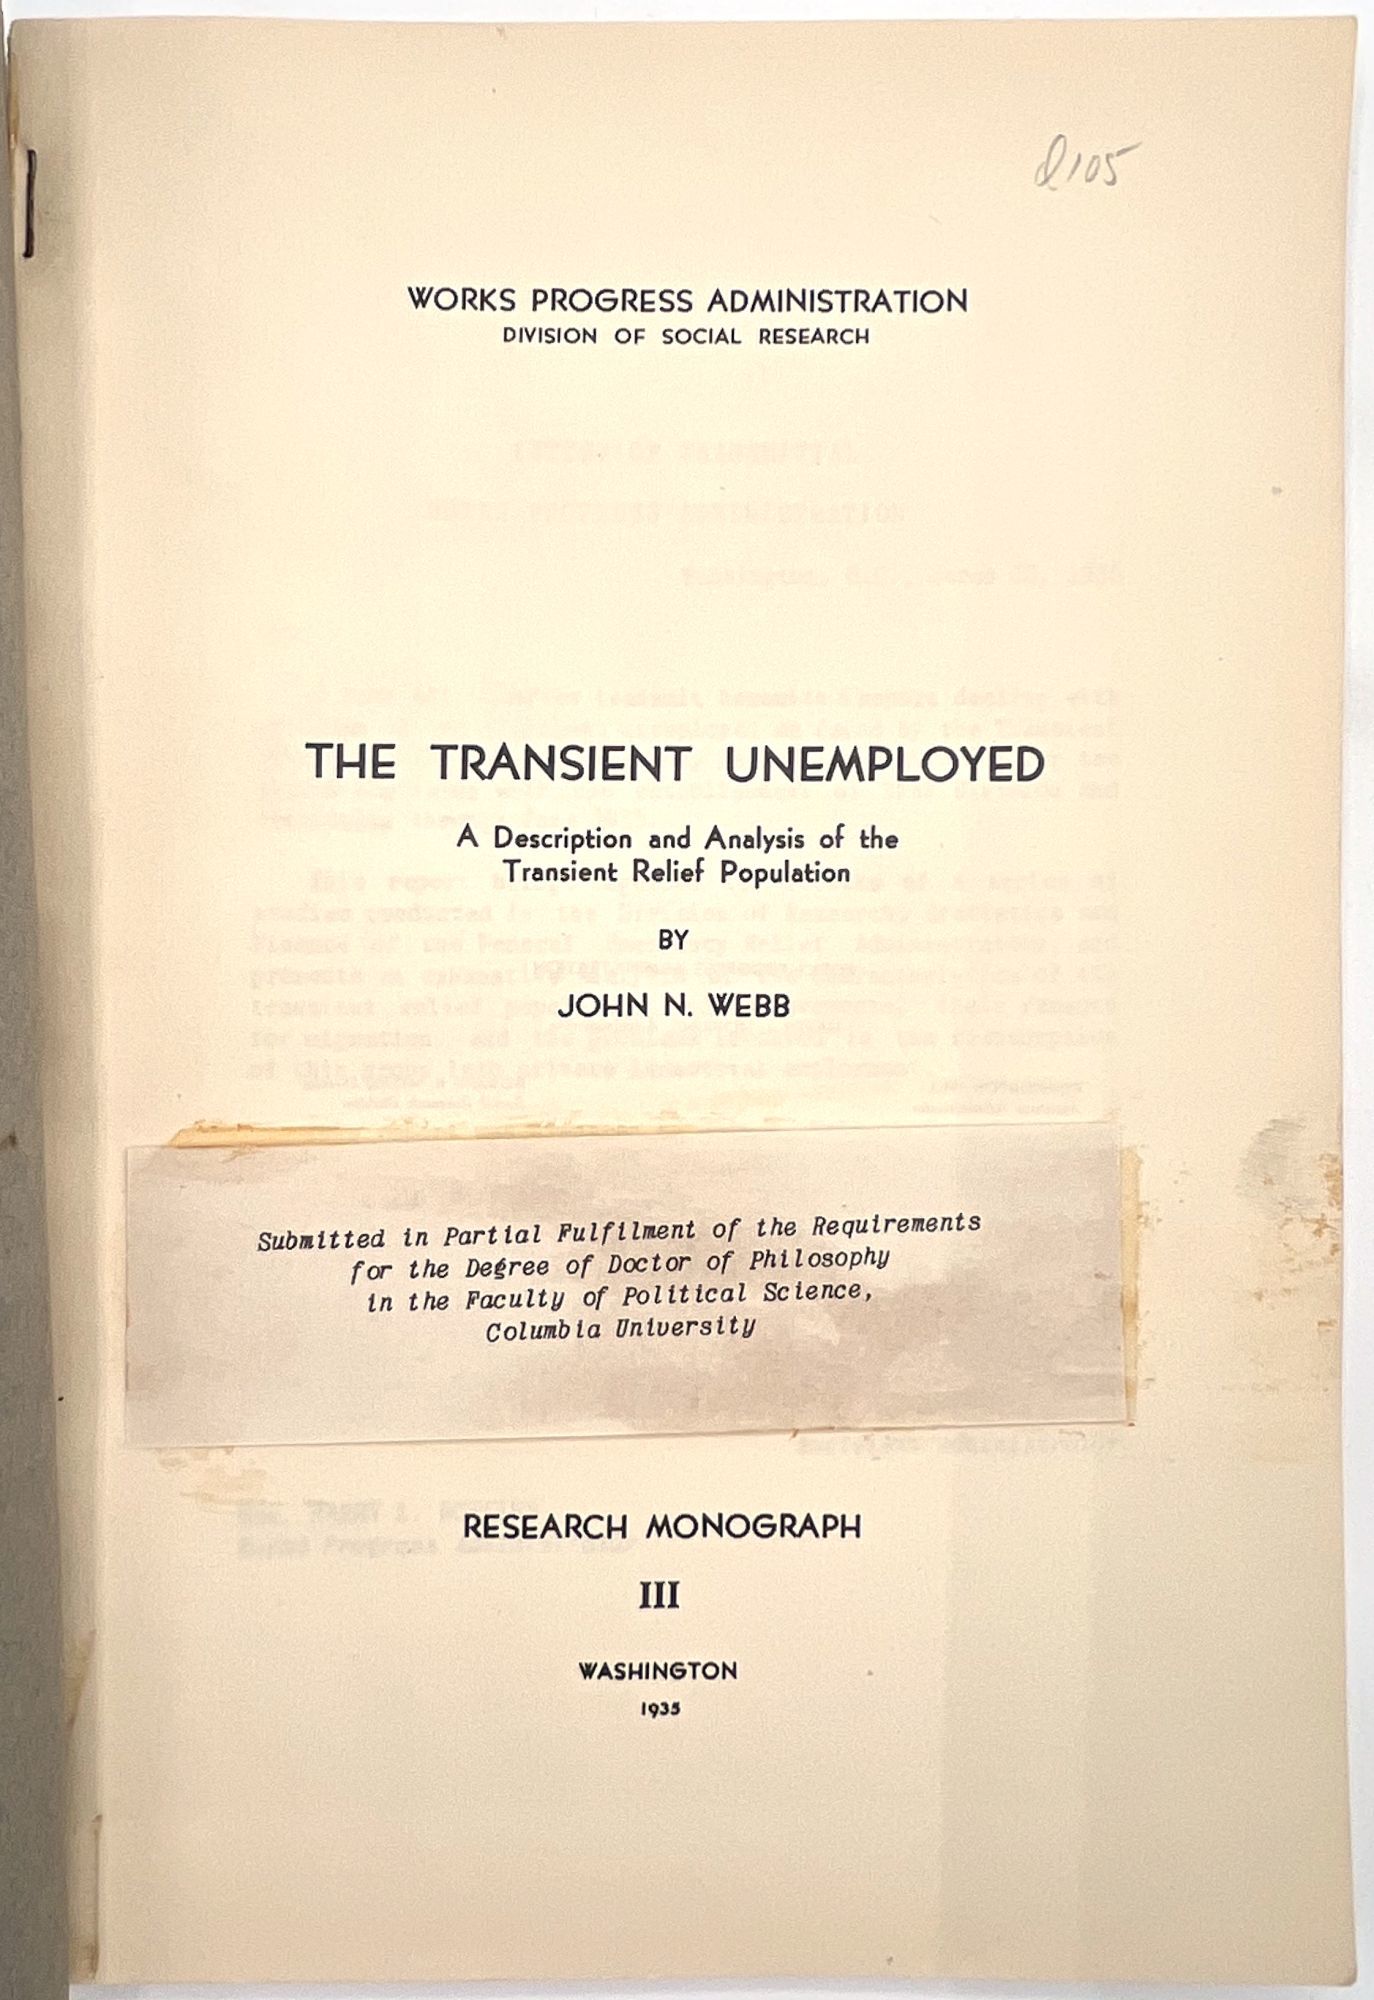 105
WORKS PROGRESS ADMINISTRATION
DIVISION OF SOCIAL RESEARCH
THE TRANSIENT UNEMPLOYED
A Description and Analysis of the
Transient Relief Population
BY
JOHN N. WEBB
Submitted in Partial Fulfilment of the Requirements
for the Degree of Doctor of Philosophy
in the Faculty of Political Science,
Columbia University
RESEARCH MONOGRAPH
III
WASHINGTON
1935